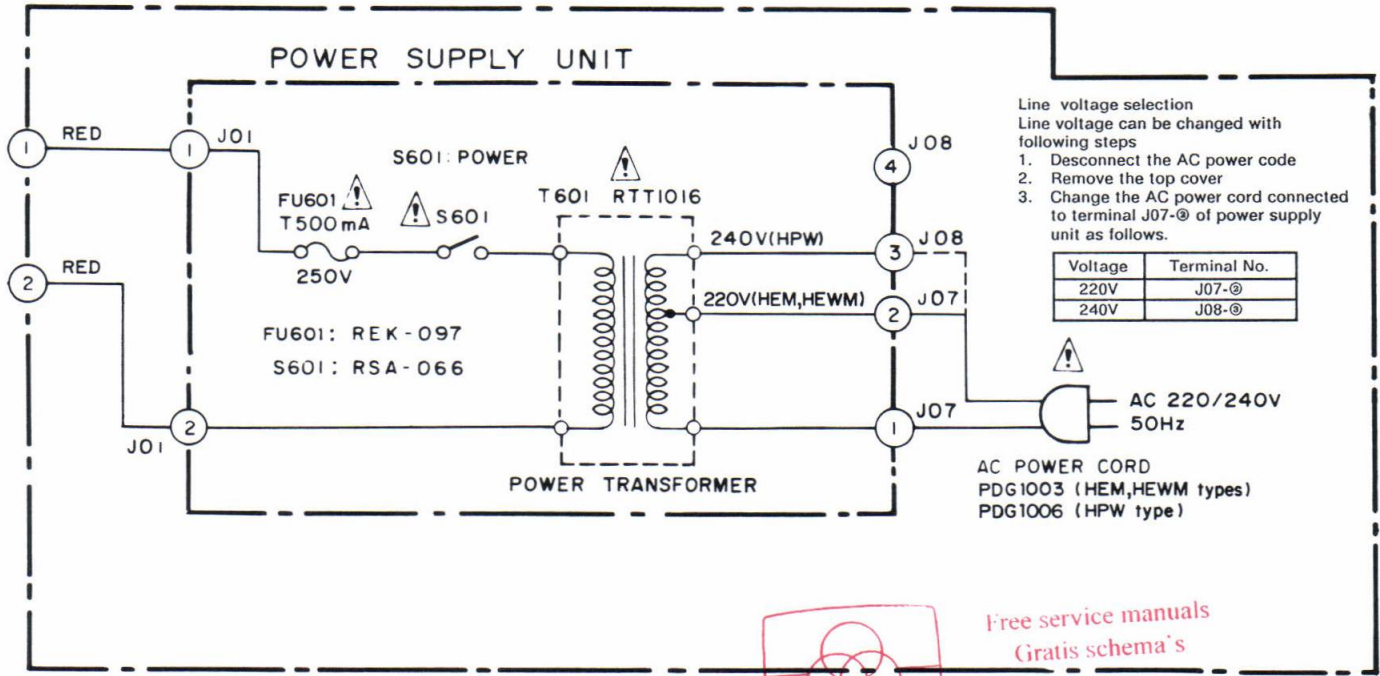 POWER SUPPLY UNIT
1
RED
1
J01
2
RED
2
J01
S601: POWER
FU601
T500mA
250V
S601
FU601: REK-097
S601: RSA-066
T601 RTT1016
240V(HPW)
220V(HEM,HEWM)
POWER TRANSFORMER
4
J08
3
J08
2
J07
1
J07
Line voltage selection
Line voltage can be changed with
following steps
1. Desconnect the AC power code
2. Remove the top cover
3. Change the AC power cord connected
to terminal J07-② of power supply
unit as follows.
Voltage Terminal No.
220V J07-②
240V J08-③
AC 220/240V
50Hz
AC POWER CORD
PDG1003 (HEM,HEWM types)
PDG1006 (HPW type)
Free service manuals
Gratis schema's